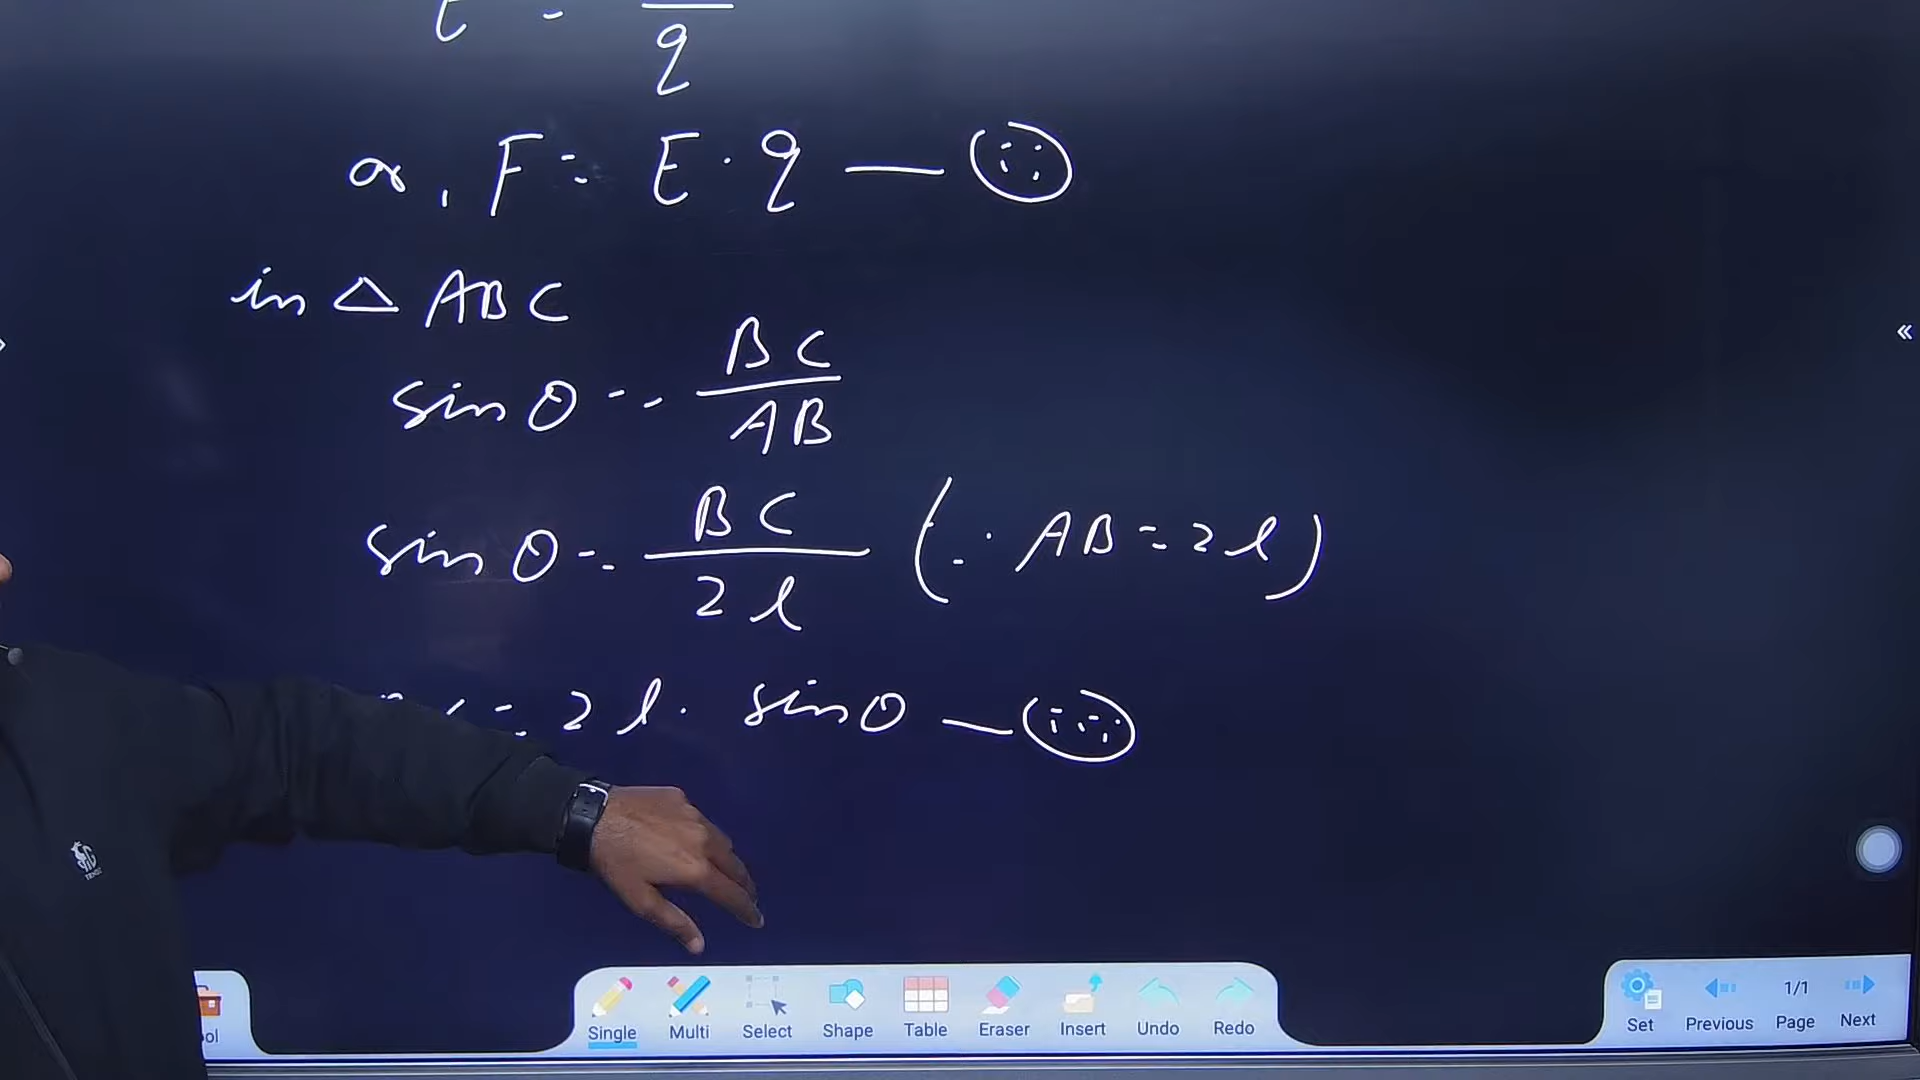 E = ― / q
or, F = E · q — (ii)
in △ ABC
sin θ = BC / AB
sin θ = BC / 2l (∵ AB = 2l)
= 2l · sin θ — (iii)
Single Multi Select Shape Table Eraser Insert Undo Redo
Set Previous 1/1 Page Next